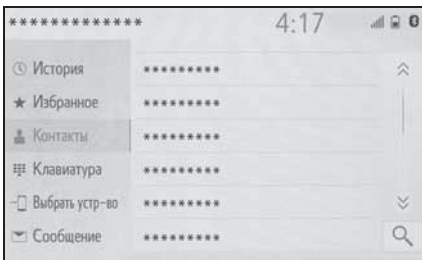 ************* 4:17
История *********
Избранное *********
Контакты *********
Клавиатура *********
Выбрать устр-во *********
Сообщение *********